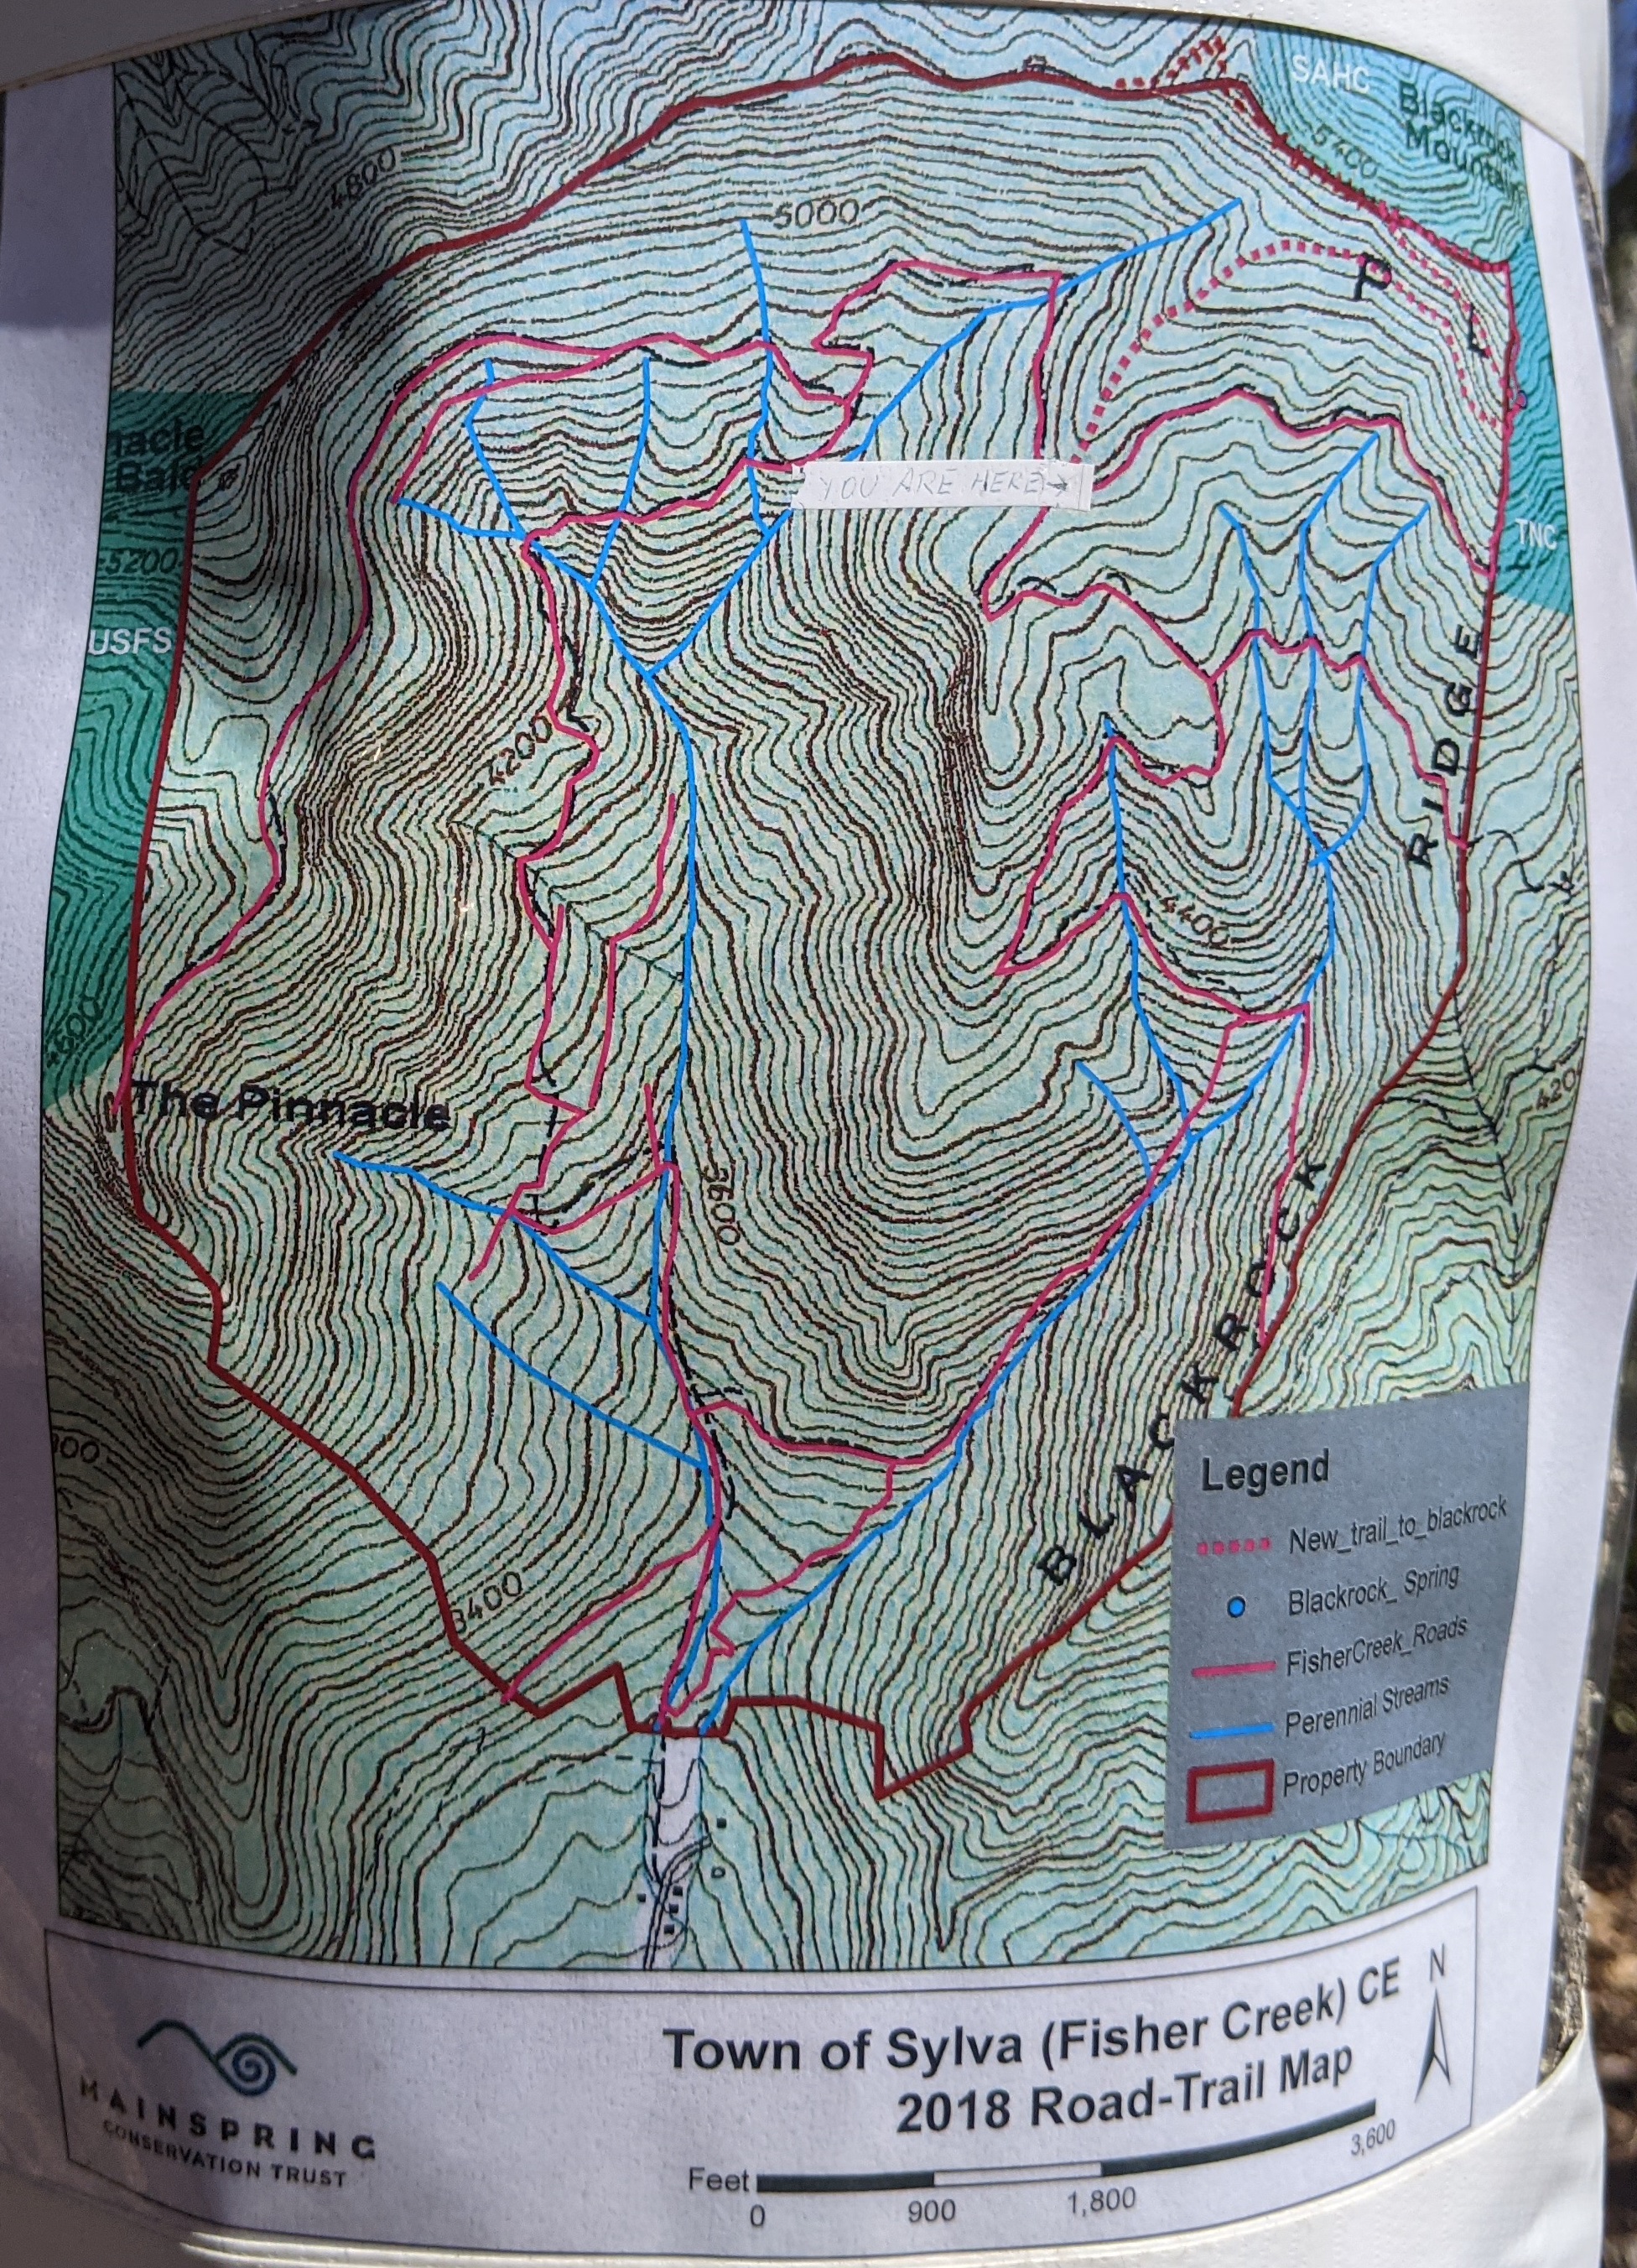 SAHC
Blackrock
Mountain
5400
4800
5000
P
L
nacle
Bald
YOU ARE HERE→
TNC
5200
USFS
RIDGE
4200
4400
The Pinnacle
420
3600
BLACKROCK
Legend
New_trail_to_blackrock
Blackrock_ Spring
FisherCreek_Roads
Perennial Streams
Property Boundary
3400
Town of Sylva (Fisher Creek) CE
2018 Road-Trail Map
N
MAINSPRING
CONSERVATION TRUST
Feet
0
900
1,800
3,600